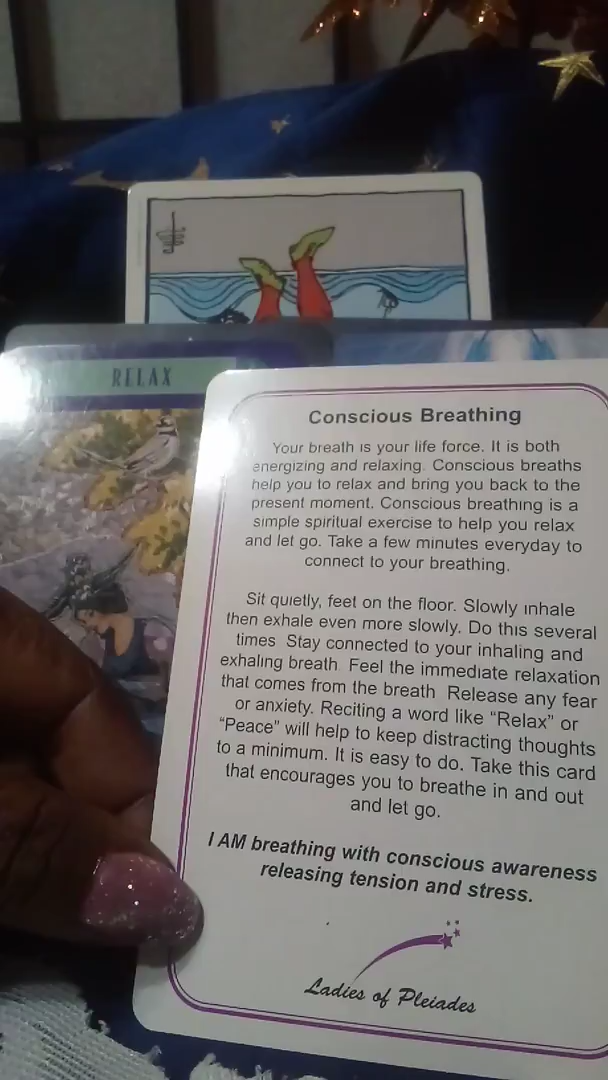 RELAX
Conscious Breathing
Your breath is your life force. It is both
energizing and relaxing. Conscious breaths
help you to relax and bring you back to the
present moment. Conscious breathing is a
simple spiritual exercise to help you relax
and let go. Take a few minutes everyday to
connect to your breathing.
Sit quietly, feet on the floor. Slowly inhale
then exhale even more slowly. Do this several
times. Stay connected to your inhaling and
exhaling breath. Feel the immediate relaxation
that comes from the breath. Release any fear
or anxiety. Reciting a word like “Relax” or
“Peace” will help to keep distracting thoughts
to a minimum. It is easy to do. Take this card
that encourages you to breathe in and out
and let go.
I AM breathing with conscious awareness
releasing tension and stress.
Ladies of Pleiades